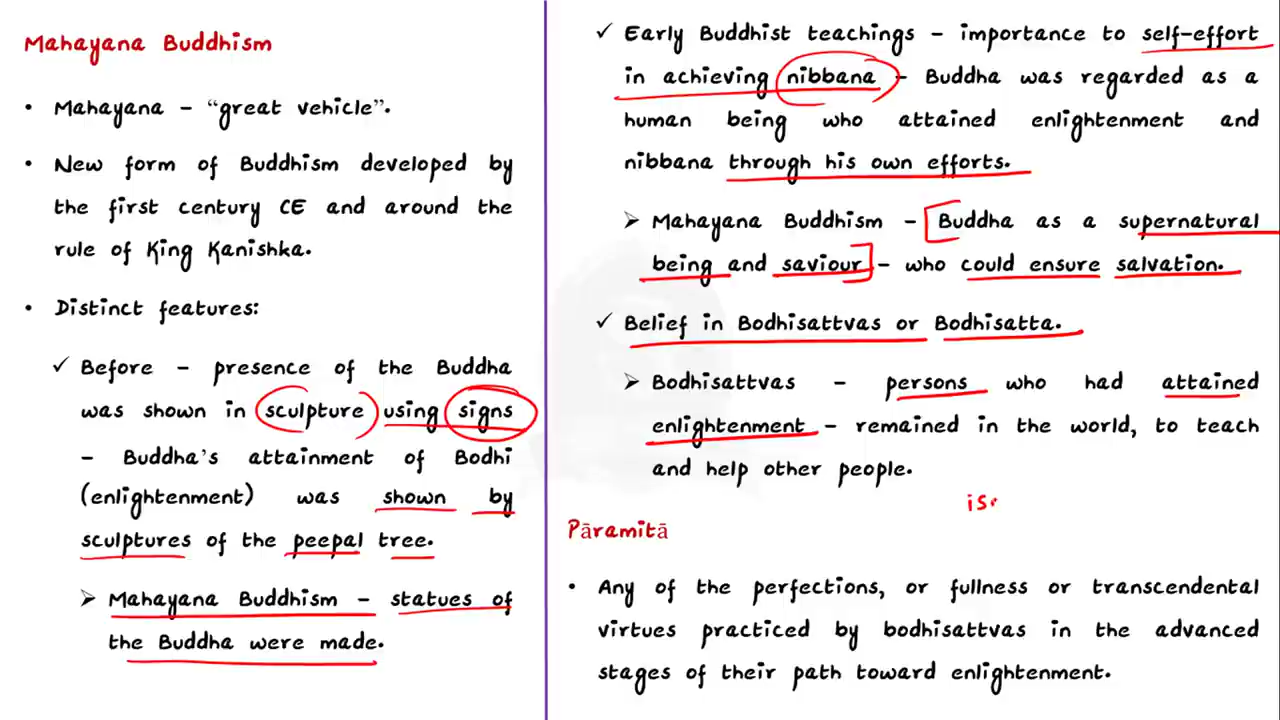 Mahayana Buddhism
• Mahayana – “great vehicle”.
• New form of Buddhism developed by
the first century CE and around the
rule of King Kanishka.
• Distinct features:
✓ Before – presence of the Buddha
was shown in sculpture using signs
– Buddha’s attainment of Bodhi
(enlightenment) was shown by
sculptures of the peepal tree.
➢ Mahayana Buddhism – statues of
the Buddha were made.
✓ Early Buddhist teachings – importance to self-effort
in achieving nibbana – Buddha was regarded as a
human being who attained enlightenment and
nibbana through his own efforts.
➢ Mahayana Buddhism – Buddha as a supernatural
being and saviour – who could ensure salvation.
✓ Belief in Bodhisattvas or Bodhisatta.
➢ Bodhisattvas – persons who had attained
enlightenment – remained in the world, to teach
and help other people.
is
Pāramitā
• Any of the perfections, or fullness or transcendental
virtues practiced by bodhisattvas in the advanced
stages of their path toward enlightenment.